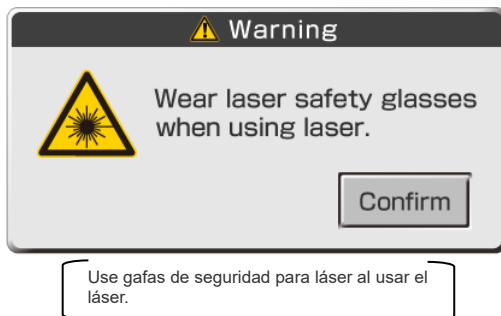 Warning
Wear laser safety glasses
when using laser.
Confirm
Use gafas de seguridad para láser al usar el
láser.